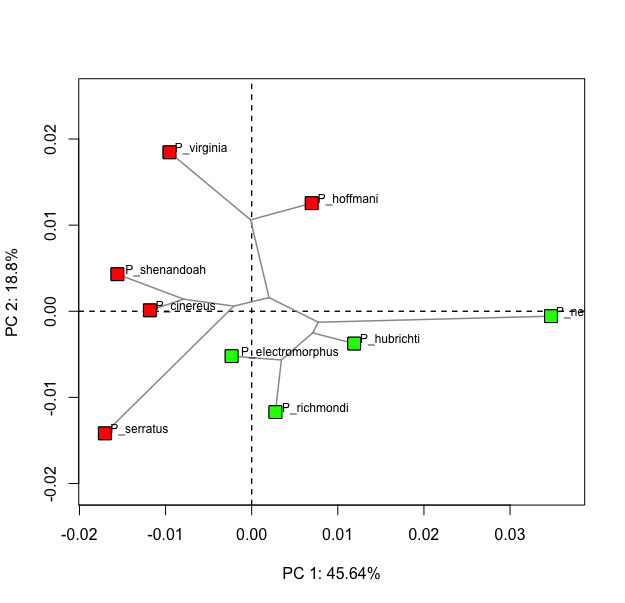 0.02
0.01
0.00
-0.01
-0.02
PC 2: 18.8%
P_virginia
P_hoffmani
P_shenandoah
P_cinereus
P_ne
P_hubrichti
P_electromorphus
P_richmondi
P_serratus
-0.02 -0.01 0.00 0.01 0.02 0.03
PC 1: 45.64%